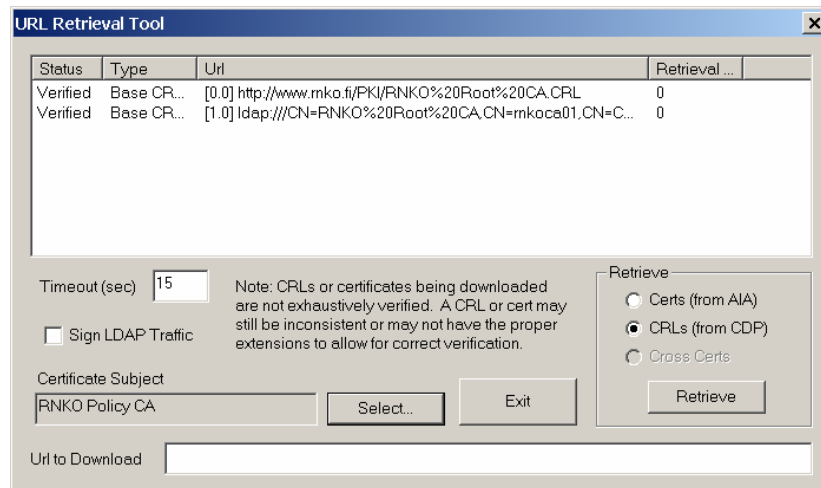 URL Retrieval Tool
Status Type Url Retrieval ...
Verified Base CR... [0.0] http://www.rnko.fi/PKI/RNKO%20Root%20CA.CRL 0
Verified Base CR... [1.0] ldap:///CN=RNKO%20Root%20CA,CN=rnkoca01,CN=C... 0
Timeout (sec) 15
Sign LDAP Traffic
Note: CRLs or certificates being downloaded
are not exhaustively verified. A CRL or cert may
still be inconsistent or may not have the proper
extensions to allow for correct verification.
Retrieve
Certs (from AIA)
CRLs (from CDP)
Cross Certs
Retrieve
Certificate Subject
RNKO Policy CA
Select...
Exit
Url to Download